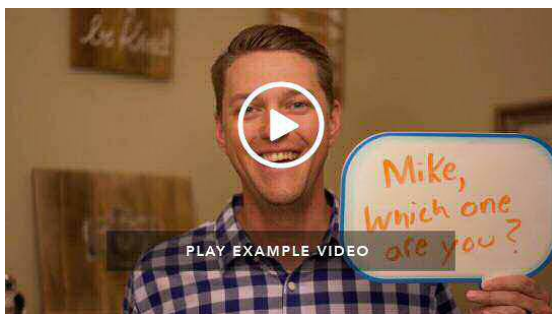 be kind
Mike,
which one
are you?
PLAY EXAMPLE VIDEO